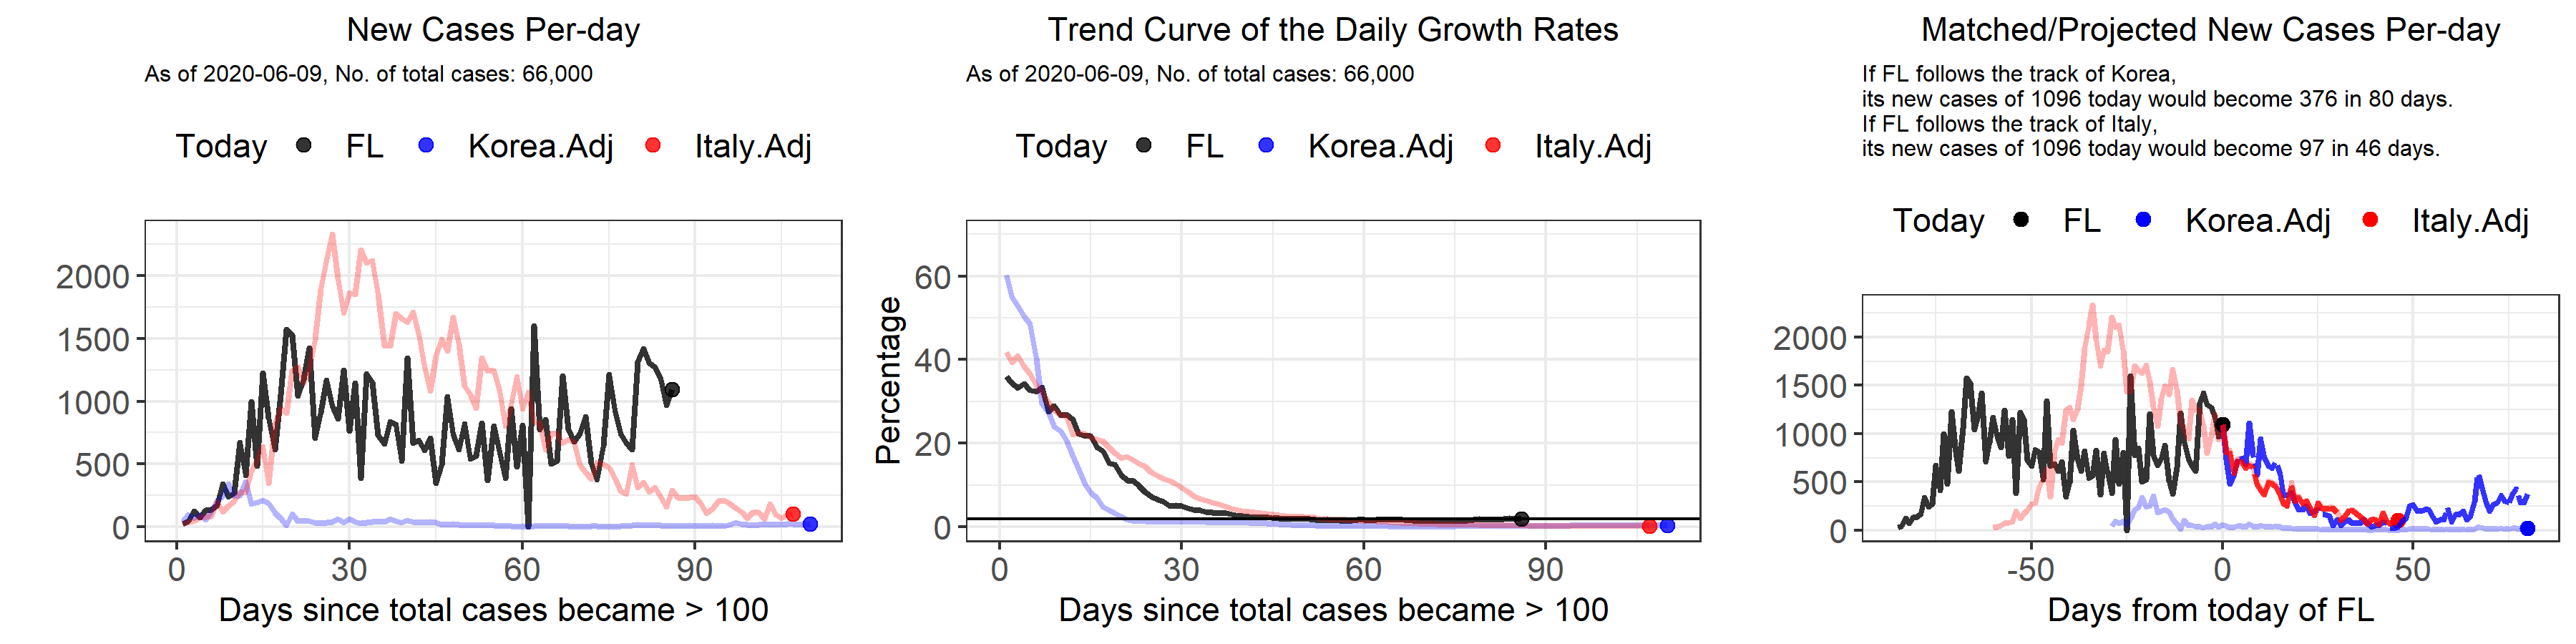 New Cases Per-day
As of 2020-06-09, No. of total cases: 66,000
Today FL Korea.Adj Italy.Adj
2000
1500
1000
500
0
0 30 60 90
Days since total cases became > 100
Trend Curve of the Daily Growth Rates
As of 2020-06-09, No. of total cases: 66,000
Today FL Korea.Adj Italy.Adj
Percentage
60
40
20
0
0 30 60 90
Days since total cases became > 100
Matched/Projected New Cases Per-day
If FL follows the track of Korea,
its new cases of 1096 today would become 376 in 80 days.
If FL follows the track of Italy,
its new cases of 1096 today would become 97 in 46 days.
Today FL Korea.Adj Italy.Adj
2000
1500
1000
500
0
-50 0 50
Days from today of FL